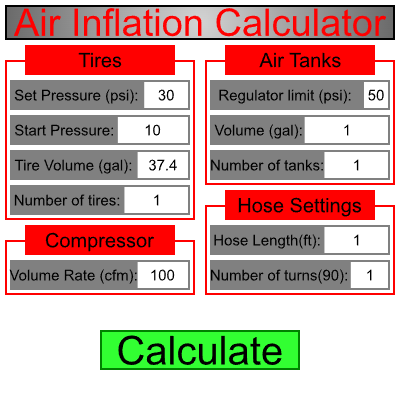 Air Inflation Calculator
Tires
Set Pressure (psi): 30
Start Pressure: 10
Tire Volume (gal): 37.4
Number of tires: 1
Compressor
Volume Rate (cfm): 100
Air Tanks
Regulator limit (psi): 50
Volume (gal): 1
Number of tanks: 1
Hose Settings
Hose Length(ft): 1
Number of turns(90): 1
Calculate